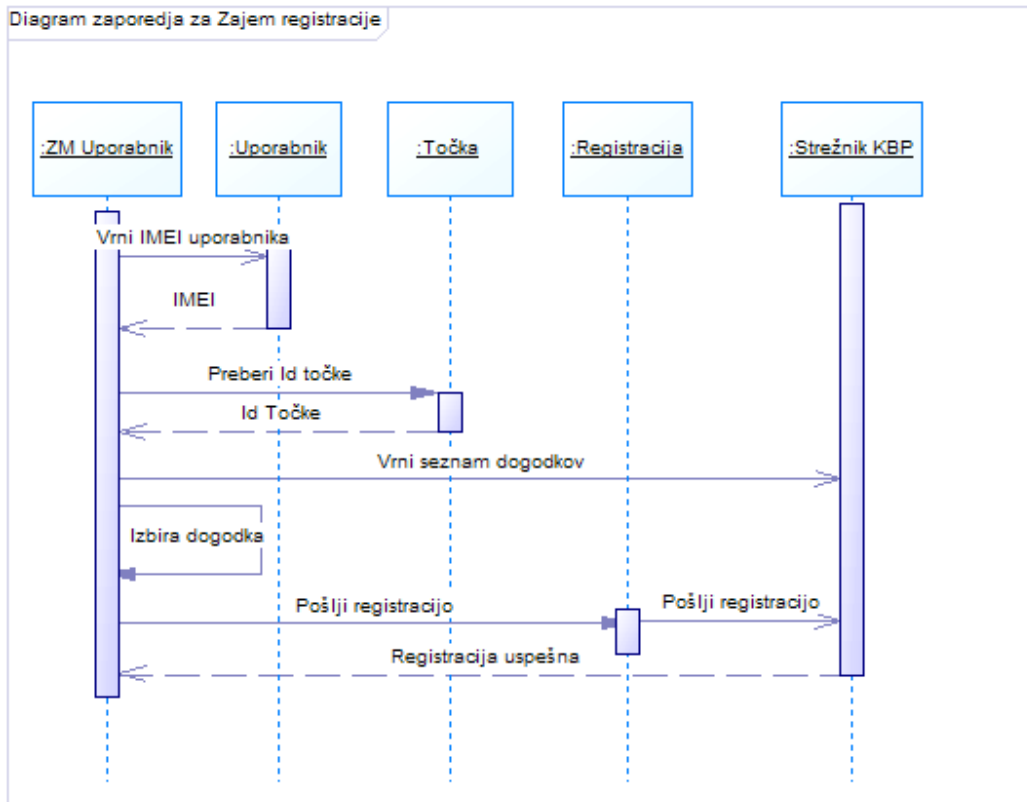 Diagram zaporedja za Zajem registracije
:ZM Uporabnik
:Uporabnik
:Točka
:Registracija
:Strežnik KBP
Vrni IMEI uporabnika
IMEI
Preberi Id točke
Id Točke
Vrni seznam dogodkov
Izbira dogodka
Pošlji registracijo
Pošlji registracijo
Registracija uspešna